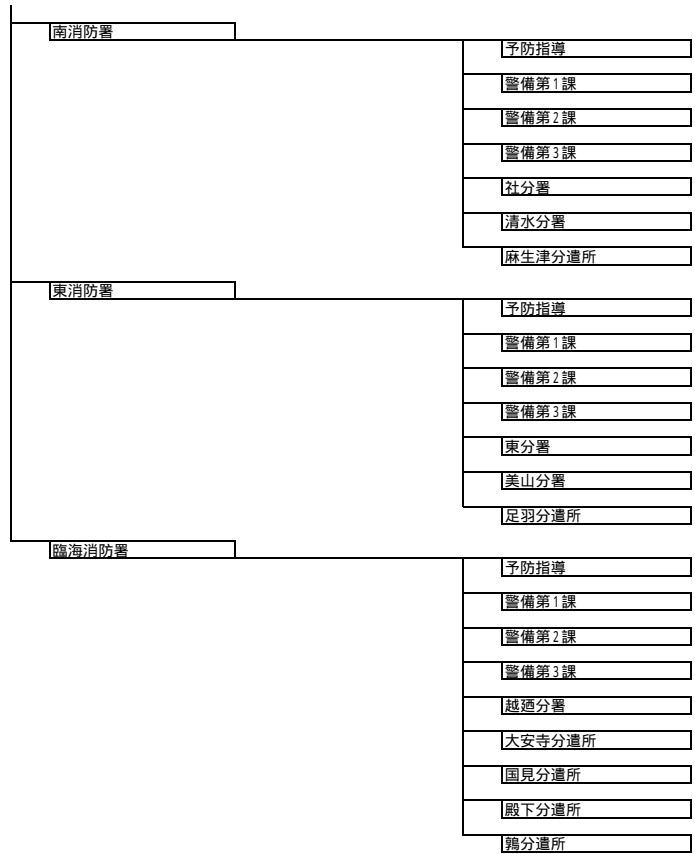 南消防署
予防指導
警備第1課
警備第2課
警備第3課
社分署
清水分署
麻生津分遣所
東消防署
予防指導
警備第1課
警備第2課
警備第3課
東分署
美山分署
足羽分遣所
臨海消防署
予防指導
警備第1課
警備第2課
警備第3課
越廼分署
大安寺分遣所
国見分遣所
殿下分遣所
鶉分遣所